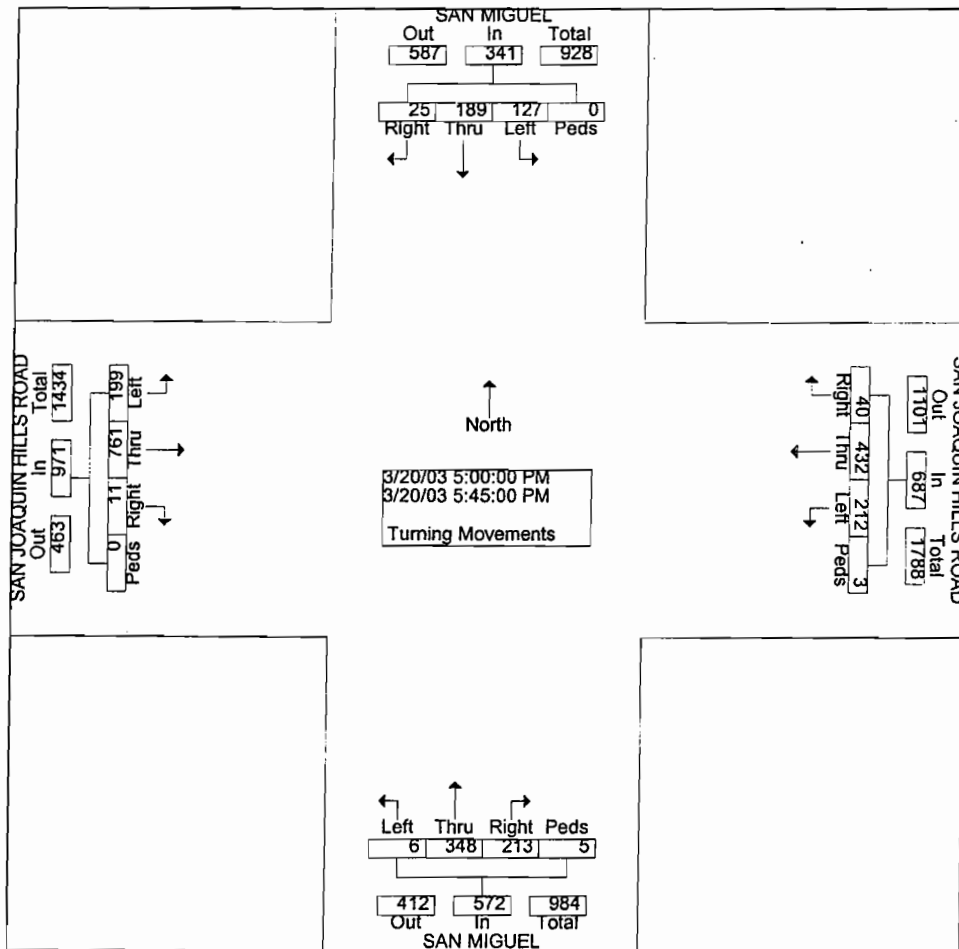 SAN MIGUEL
Out In Total
587 341 928
25 189 127 0
Right Thru Left Peds
SAN JOAQUIN HILLS ROAD
Total In Out
1434 971 463
199 761 11 0
Left Thru Right Peds
North
3/20/03 5:00:00 PM
3/20/03 5:45:00 PM
Turning Movements
Right Thru Left Peds
40 432 212 3
1101 687 1788
Out In Total
SAN JOAQUIN HILLS ROAD
Left Thru Right Peds
6 348 213 5
412 572 984
Out In Total
SAN MIGUEL